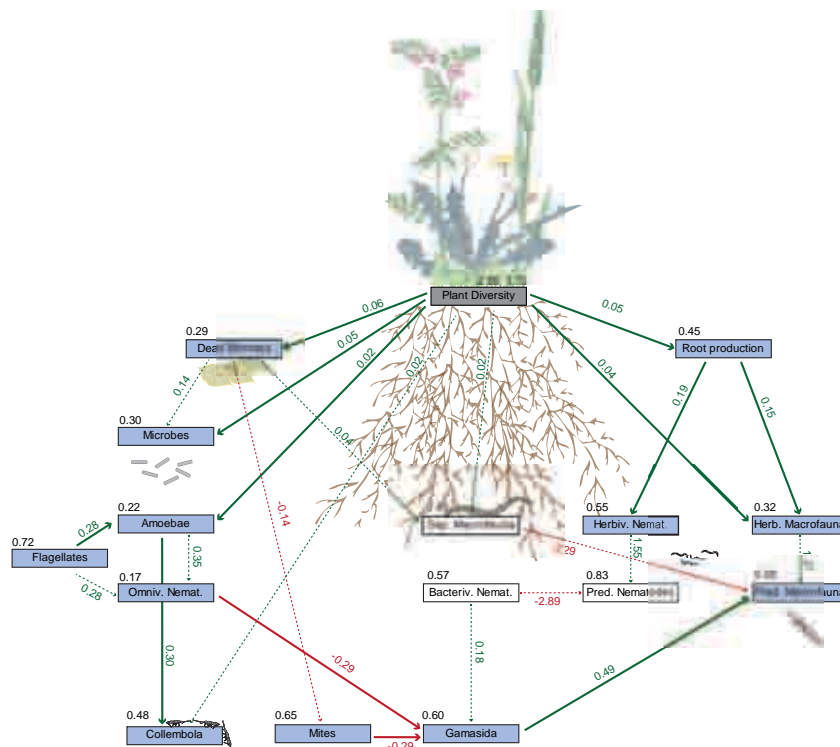 Plant Diversity
0.06
0.05
0.05
0.02
0.29
0.45
Root production
0.04
0.02
0.02
0.14
0.19
0.15
0.30
Microbes
0.04
-0.14
0.22
Amoebae
0.55
Herbiv. Nemat.
0.32
Herb. Macrofauna
0.72
Flagellates
0.28
0.35
0.28
0.17
Omniv. Nemat.
0.57
Bacteriv. Nemat.
-2.89
0.83
1.55
0.30
-0.29
0.18
0.49
0.48
Collembola
0.65
Mites
-0.29
0.60
Gamasida